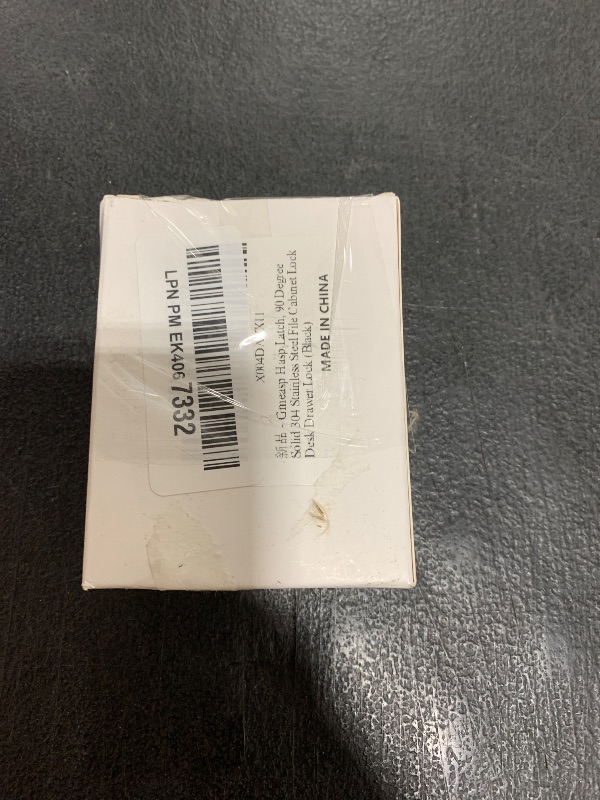 LPN PM EK406 7332
新品 - Gmeasp Hasp Latch, 90 Degree
Solid 304 Stainless Steel File Cabinet Lock
Desk Drawer Lock (Black)
MADE IN CHINA